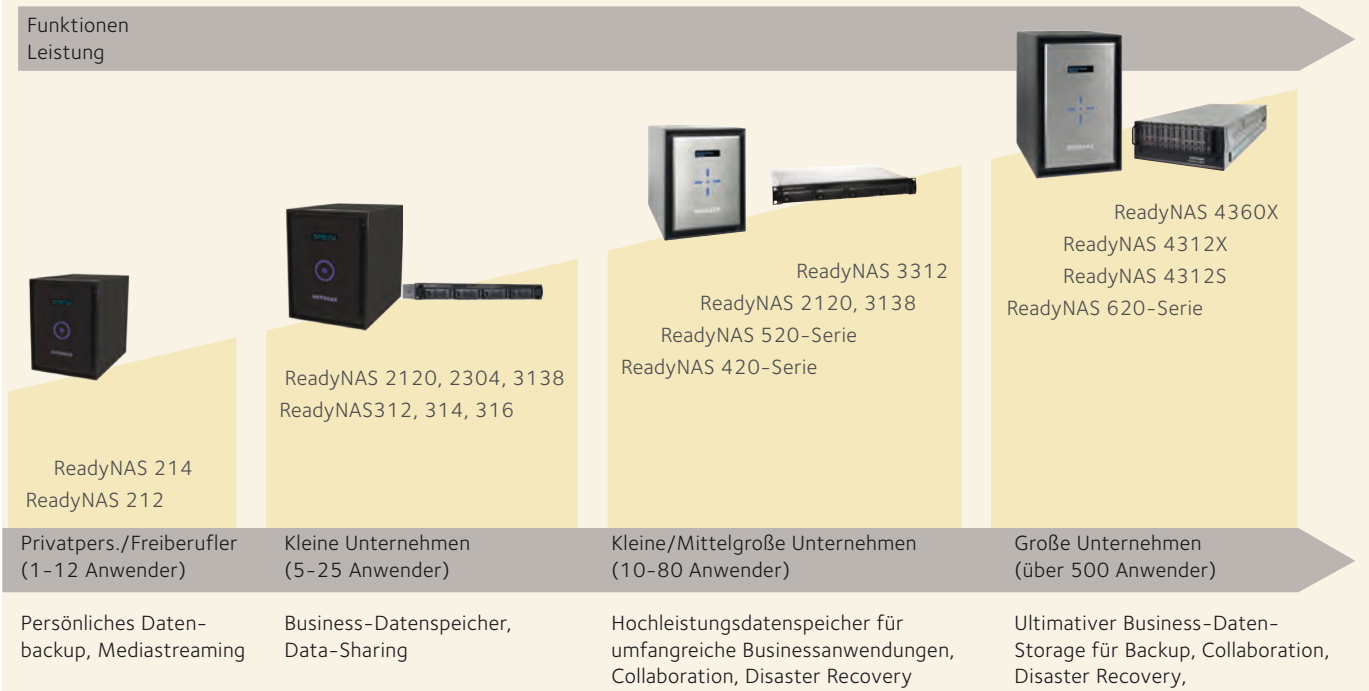 Funktionen
Leistung
ReadyNAS 4360X
ReadyNAS 4312X
ReadyNAS 4312S
ReadyNAS 620-Serie
ReadyNAS 3312
ReadyNAS 2120, 3138
ReadyNAS 520-Serie
ReadyNAS 420-Serie
ReadyNAS 2120, 2304, 3138
ReadyNAS312, 314, 316
ReadyNAS 214
ReadyNAS 212
Privatpers./Freiberufler
(1-12 Anwender)
Kleine Unternehmen
(5-25 Anwender)
Kleine/Mittelgroße Unternehmen
(10-80 Anwender)
Große Unternehmen
(über 500 Anwender)
Persönliches Daten-
backup, Mediastreaming
Business-Datenspeicher,
Data-Sharing
Hochleistungsdatenspeicher für
umfangreiche Businessanwendungen,
Collaboration, Disaster Recovery
Ultimativer Business-Daten-
Storage für Backup, Collaboration,
Disaster Recovery,